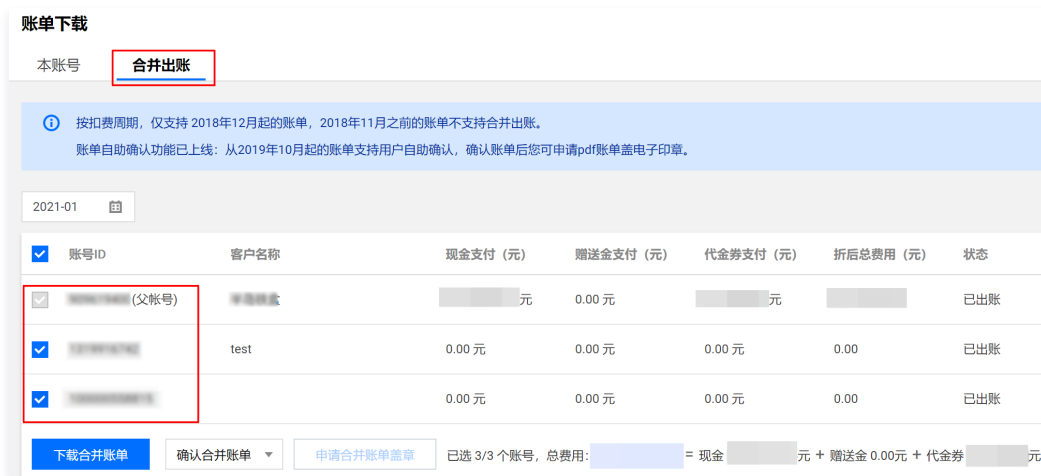 账单下载
本账号 合并出账
按扣费周期，仅支持 2018年12月起的账单，2018年11月之前的账单不支持合并出账。
账单自助确认功能已上线：从2019年10月起的账单支持用户自助确认，确认账单后您可申请pdf账单盖电子印章。
2021-01
账号ID 客户名称 现金支付（元） 赠送金支付（元） 代金券支付（元） 折后总费用（元） 状态
(父帐号) 元 0.00 元 元 已出账
test 0.00 元 0.00 元 0.00 元 0.00 已出账
0.00 元 0.00 元 0.00 元 0.00 已出账
下载合并账单 确认合并账单 申请合并账单盖章 已选 3/3 个账号，总费用: = 现金 元 + 赠送金 0.00元 + 代金券 元